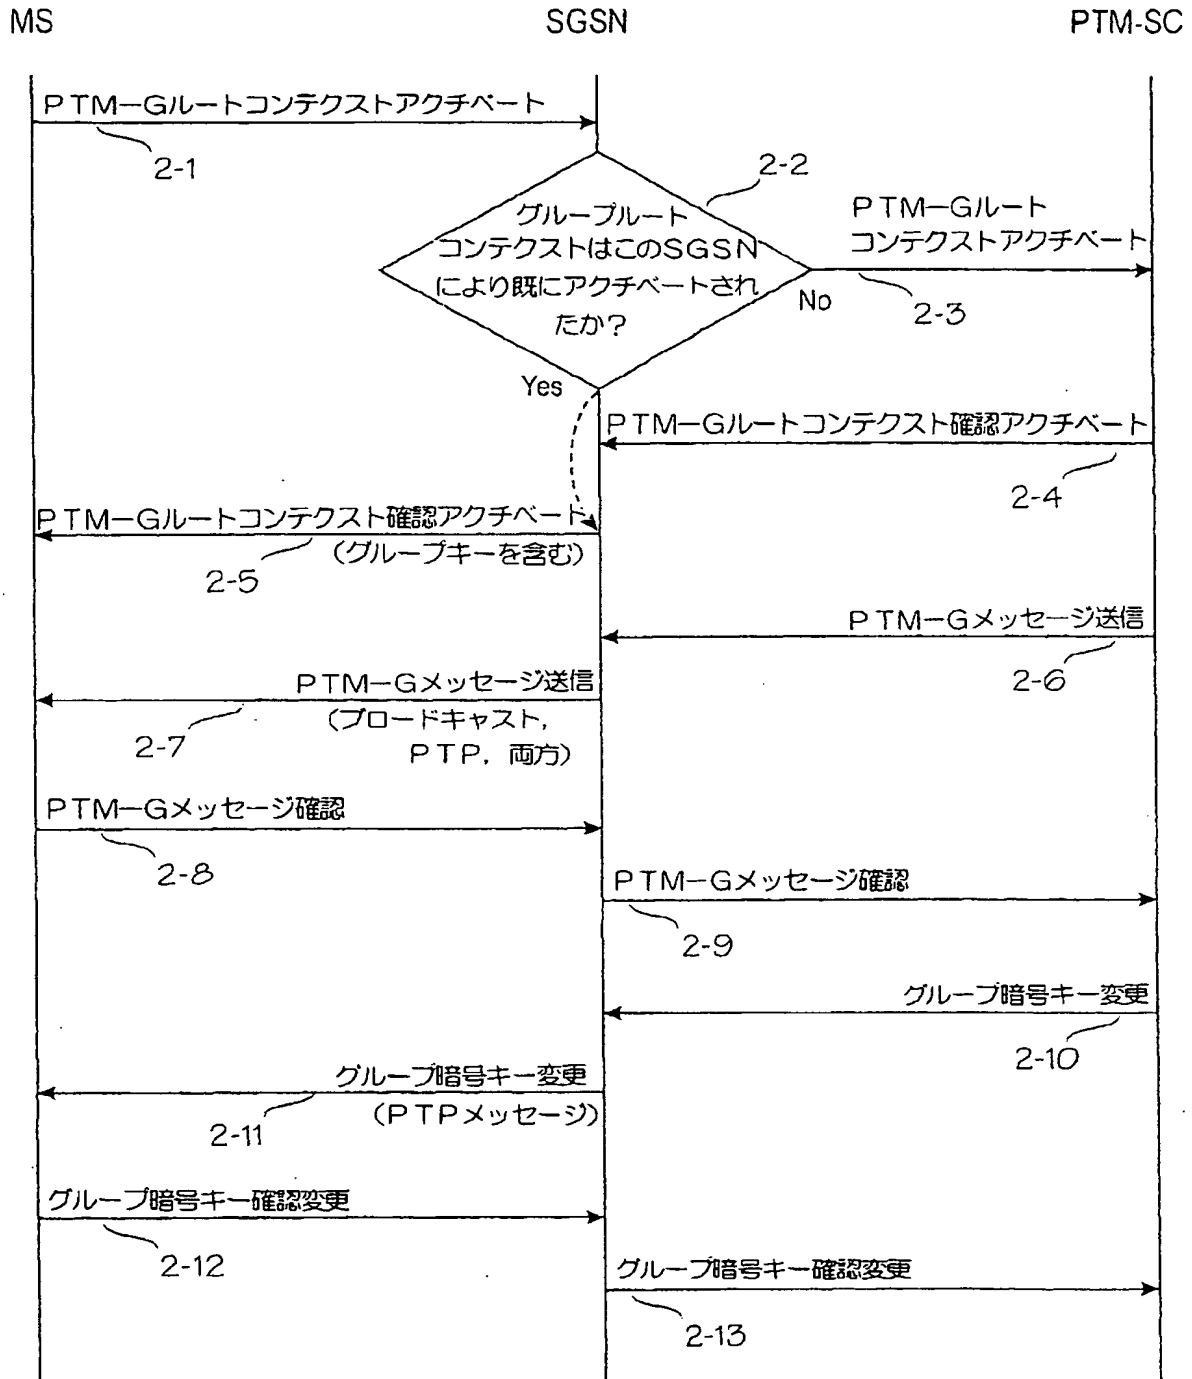 MS
SGSN
PTM-SC
PTM−Gルートコンテクストアクチベート
2-1
2-2
グループルート
コンテクストはこのSGSN
により既にアクチベートされ
たか？
PTM−Gルート
コンテクストアクチベート
No
2-3
Yes
PTM−Gルートコンテクスト確認アクチベート
2-4
PTM−Gルートコンテクスト確認アクチベート
（グループキーを含む）
2-5
PTM−Gメッセージ送信
2-6
PTM−Gメッセージ送信
（ブロードキャスト，
PTP，両方）
2-7
PTM−Gメッセージ確認
2-8
PTM−Gメッセージ確認
2-9
グループ暗号キー変更
2-10
グループ暗号キー変更
（PTPメッセージ）
2-11
グループ暗号キー確認変更
2-12
グループ暗号キー確認変更
2-13